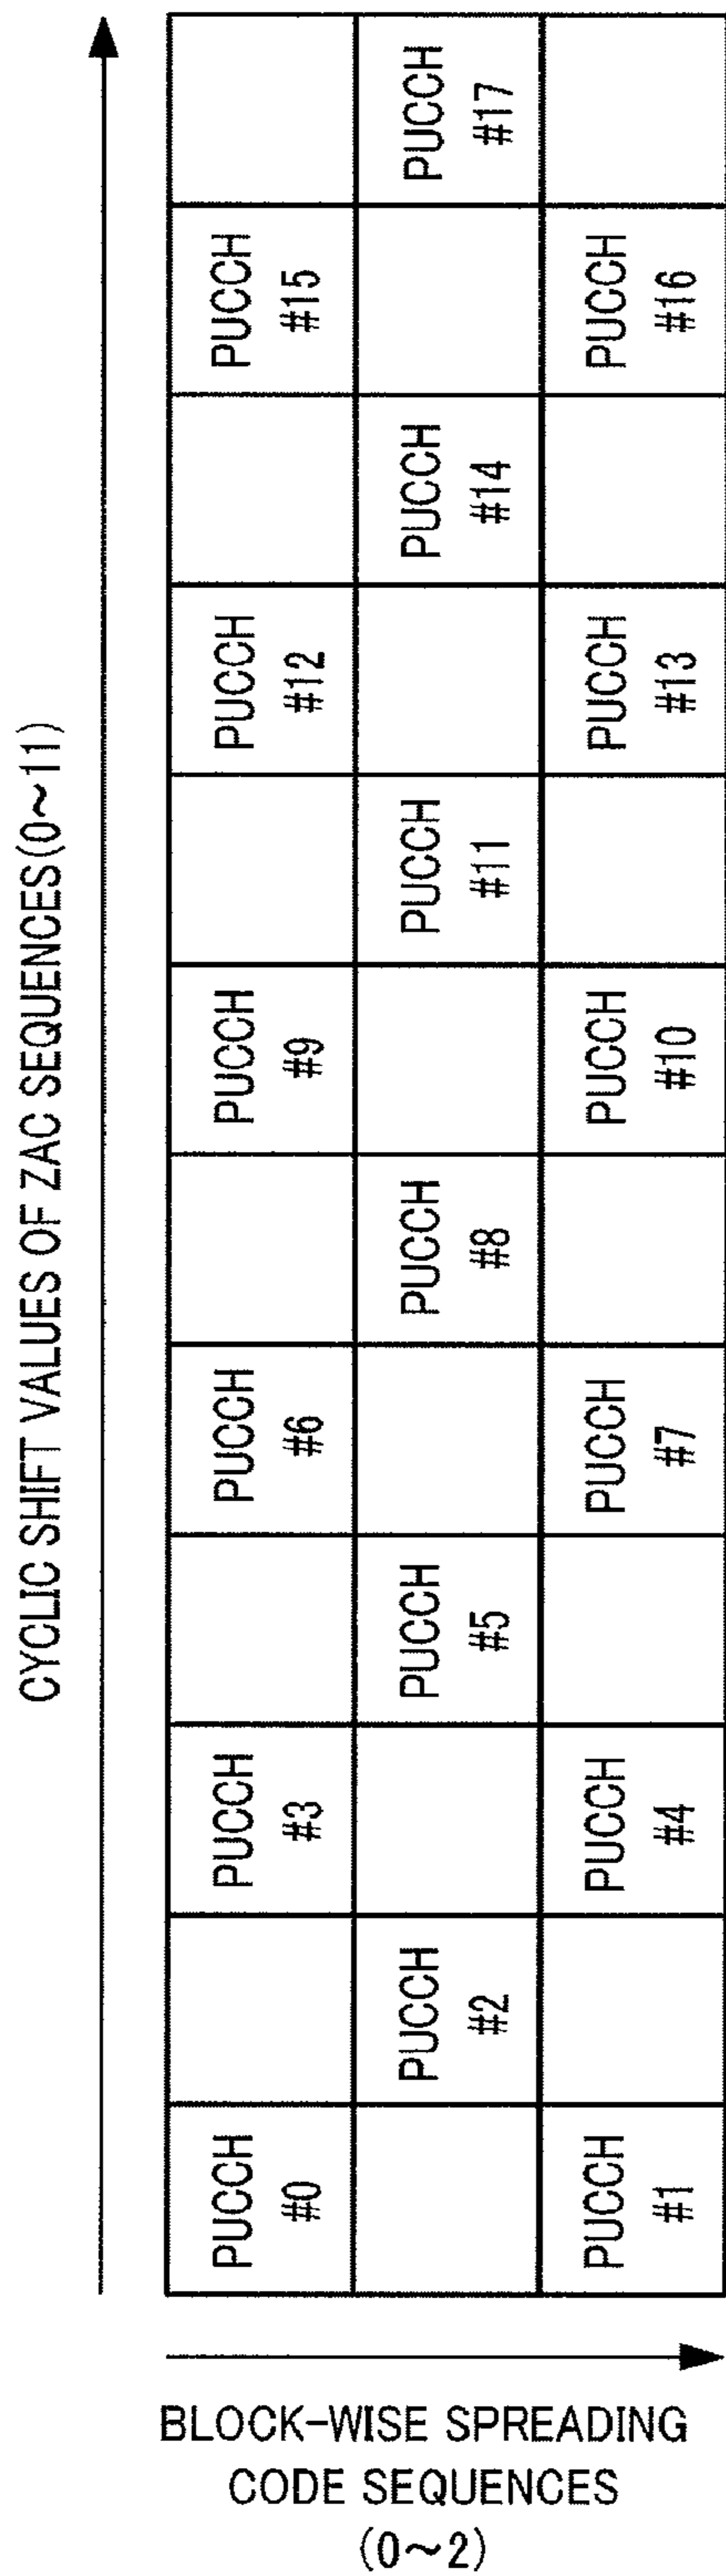 CYCLIC SHIFT VALUES OF ZAC SEQUENCES(0~11)
PUCCH
#0
PUCCH
#1
PUCCH
#2
PUCCH
#3
PUCCH
#4
PUCCH
#5
PUCCH
#6
PUCCH
#7
PUCCH
#8
PUCCH
#9
PUCCH
#10
PUCCH
#11
PUCCH
#12
PUCCH
#13
PUCCH
#14
PUCCH
#15
PUCCH
#16
PUCCH
#17
BLOCK-WISE SPREADING
CODE SEQUENCES
(0~2)